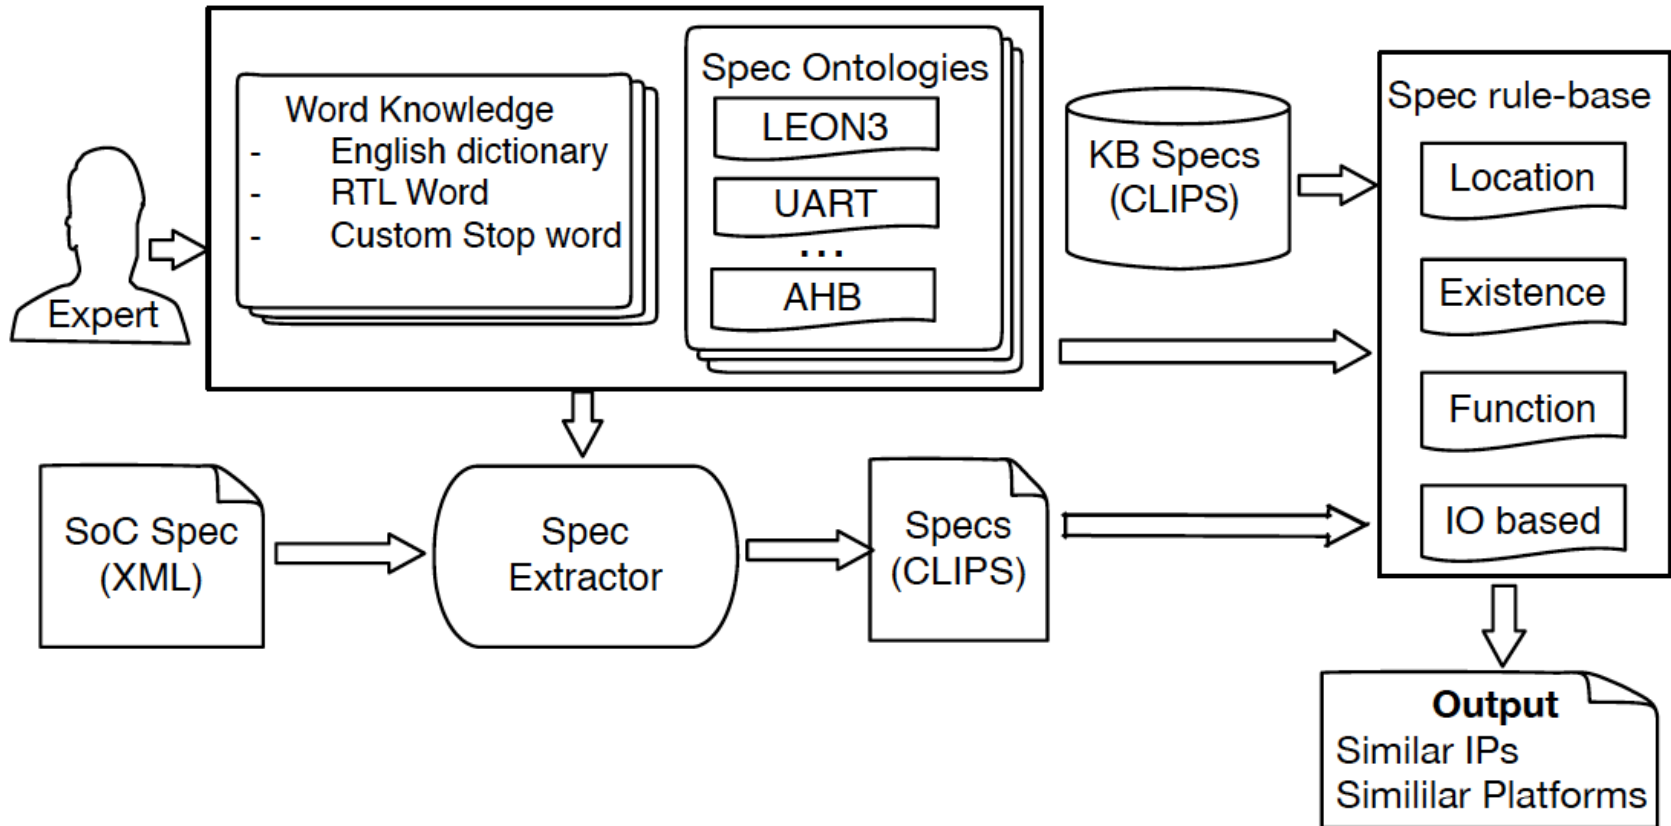 Expert
Word Knowledge
- English dictionary
- RTL Word
- Custom Stop word
Spec Ontologies
LEON3
UART
...
AHB
KB Specs
(CLIPS)
Spec rule-base
Location
Existence
Function
IO based
SoC Spec
(XML)
Spec
Extractor
Specs
(CLIPS)
Output
Similar IPs
Simililar Platforms